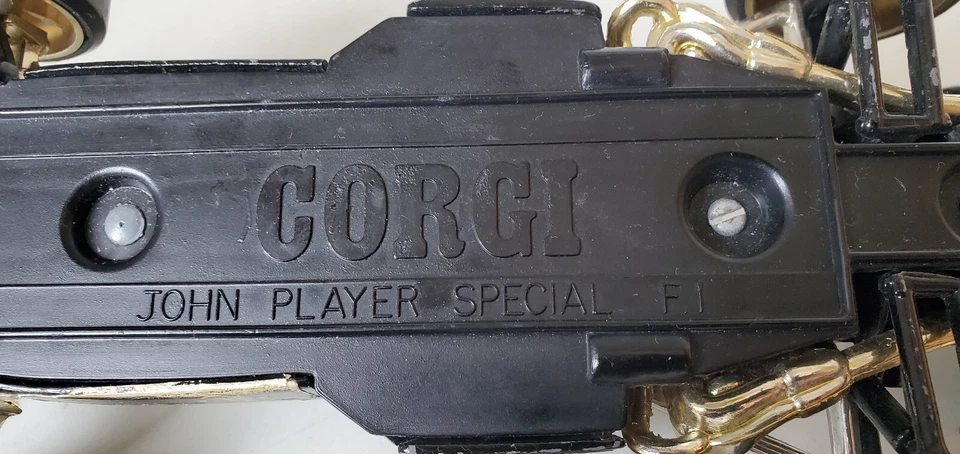 CORGI
JOHN PLAYER SPECIAL F1